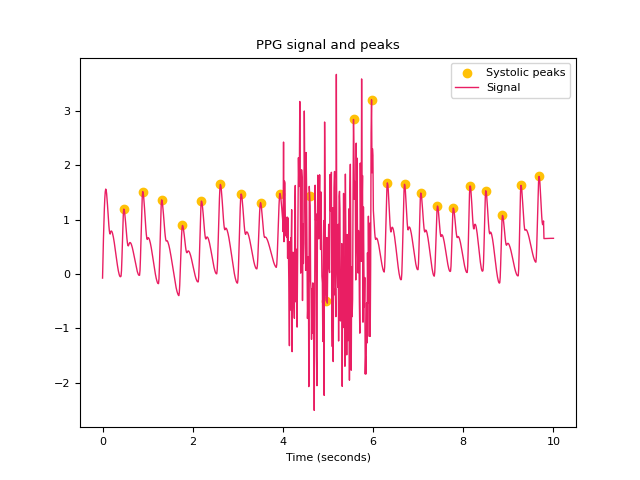 PPG signal and peaks
Systolic peaks
Signal
3
2
1
0
−1
−2
0 2 4 6 8 10
Time (seconds)